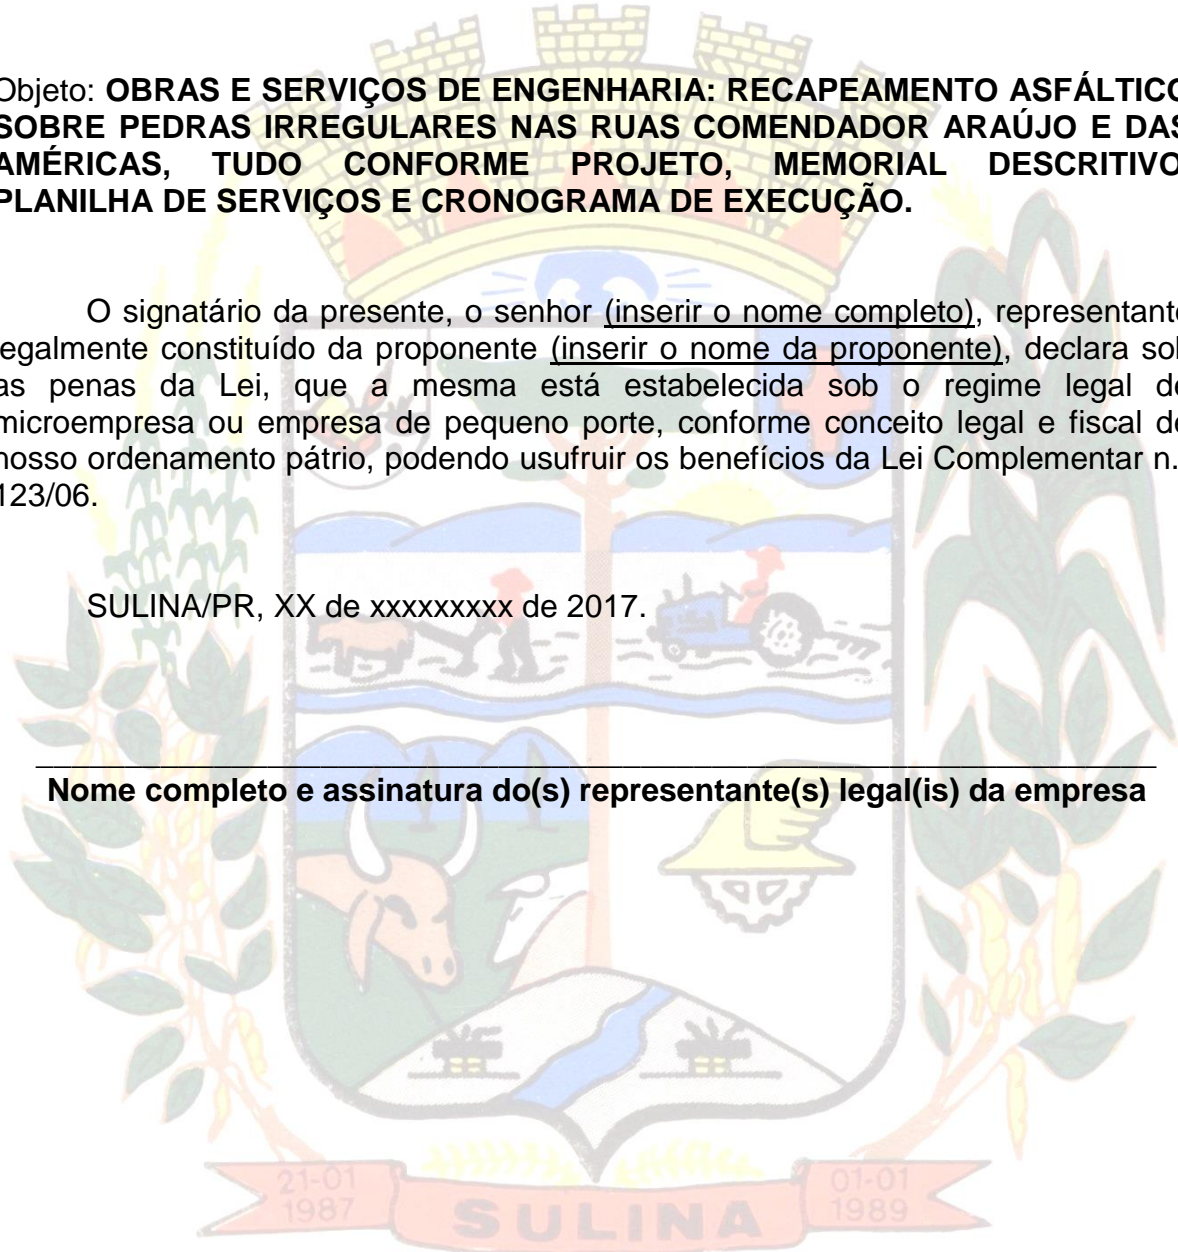 Objeto: OBRAS E SERVIÇOS DE ENGENHARIA: RECAPEAMENTO ASFÁLTICO
SOBRE PEDRAS IRREGULARES NAS RUAS COMENDADOR ARAÚJO E DAS
AMÉRICAS, TUDO CONFORME PROJETO, MEMORIAL DESCRITIVO,
PLANILHA DE SERVIÇOS E CRONOGRAMA DE EXECUÇÃO.
O signatário da presente, o senhor (inserir o nome completo), representante
legalmente constituído da proponente (inserir o nome da proponente), declara sob
as penas da Lei, que a mesma está estabelecida sob o regime legal de
microempresa ou empresa de pequeno porte, conforme conceito legal e fiscal de
nosso ordenamento pátrio, podendo usufruir os benefícios da Lei Complementar n.
123/06.
SULINA/PR, XX de xxxxxxxxx de 2017.
Nome completo e assinatura do(s) representante(s) legal(is) da empresa
21-01
1987
SULINA
01-01
1989